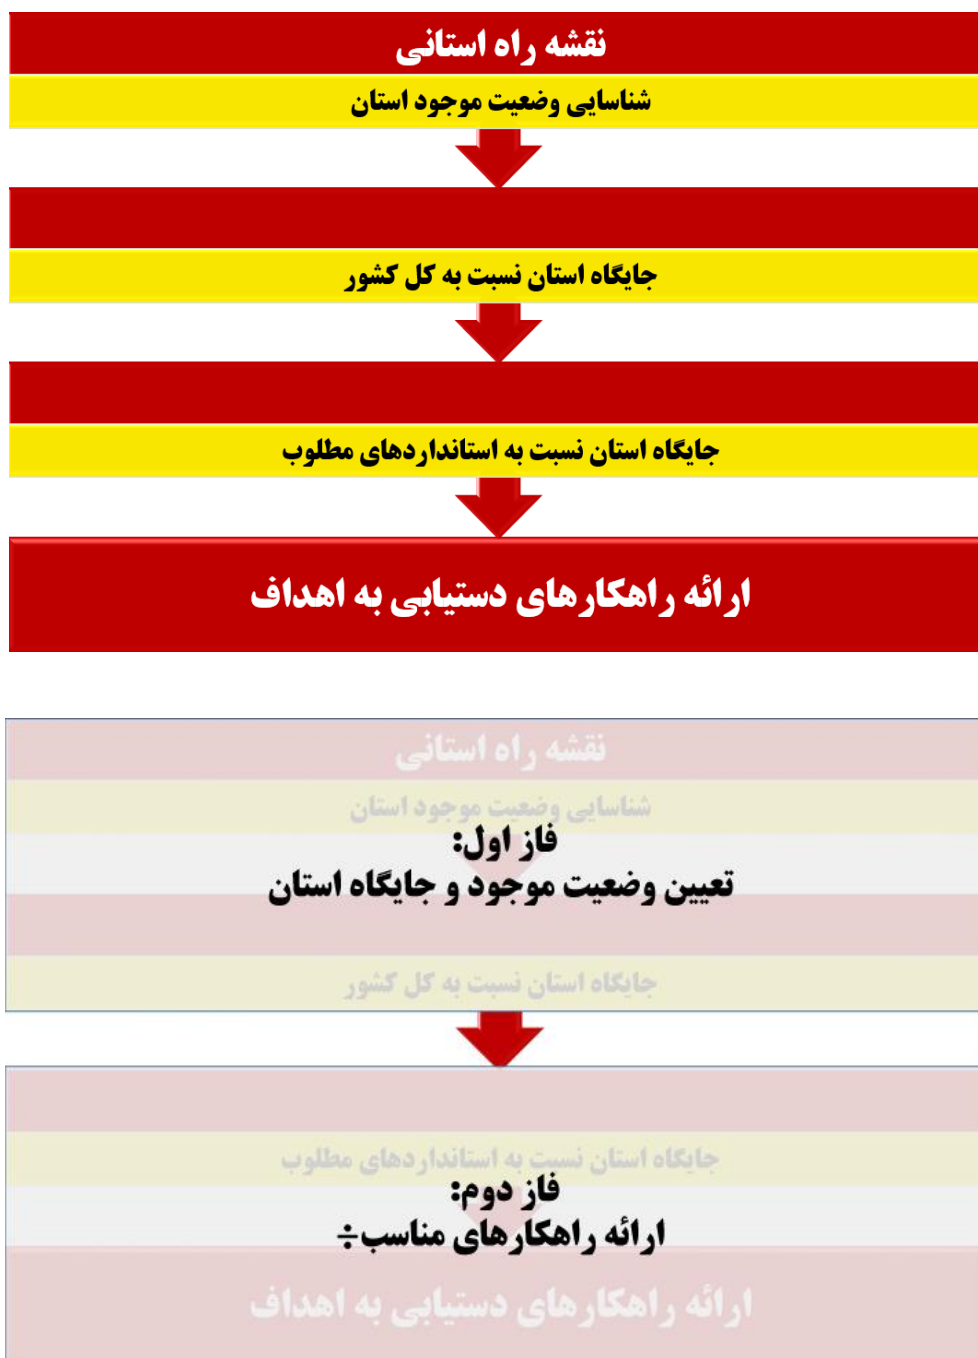 نقشه راه استانی
شناسایی وضعیت موجود استان
جایگاه استان نسبت به کل کشور
جایگاه استان نسبت به استانداردهای مطلوب
ارائه راهکارهای دستیابی به اهداف
نقشه راه استانی
شناسایی وضعیت موجود استان
فاز اول:
تعیین وضعیت موجود و جایگاه استان
جایگاه استان نسبت به کل کشور
جایگاه استان نسبت به استانداردهای مطلوب
فاز دوم:
ارائه راهکارهای مناسب÷
ارائه راهکارهای دستیابی به اهداف